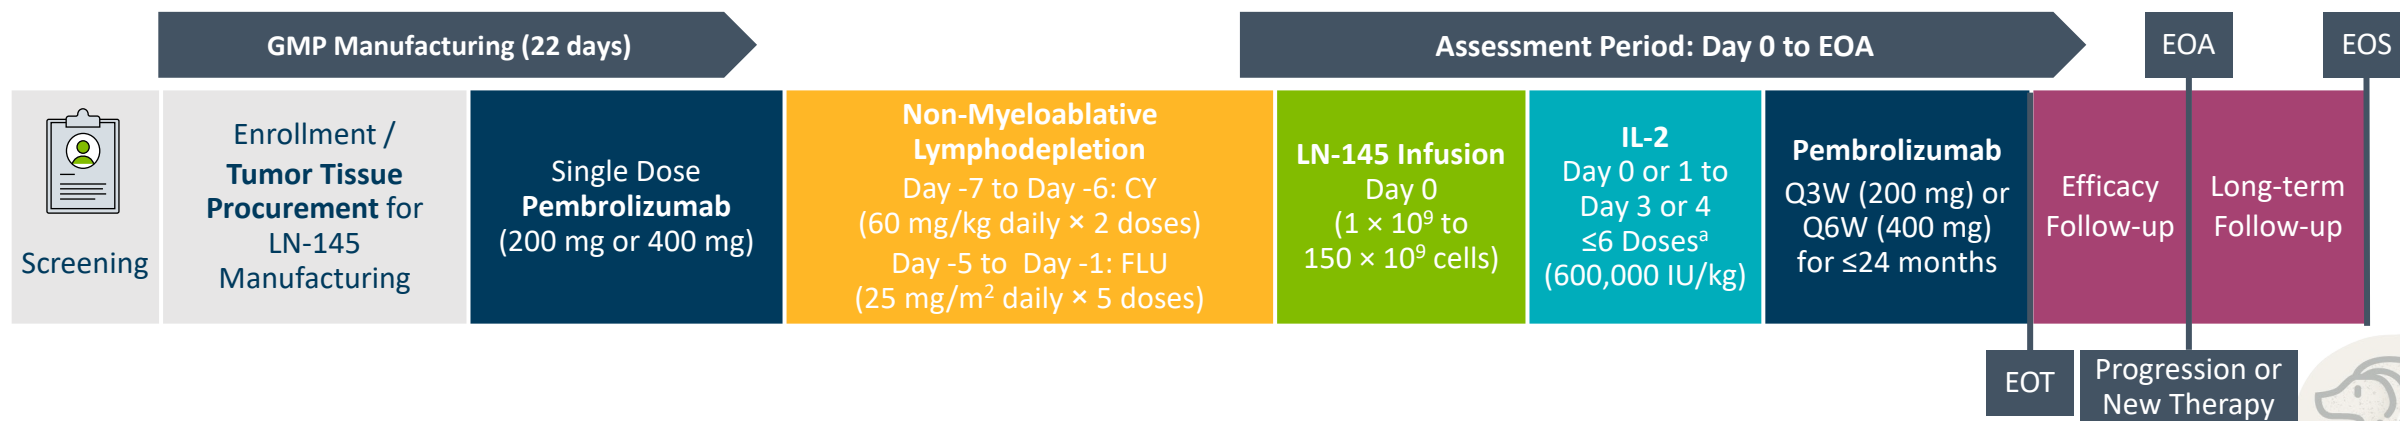 GMP Manufacturing (22 days)
Assessment Period: Day 0 to EOA
EOA
EOS
Screening
Enrollment /
Tumor Tissue
Procurement for
LN-145
Manufacturing
Single Dose
Pembrolizumab
(200 mg or 400 mg)
Non-Myeloablative
Lymphodepletion
Day -7 to Day -6: CY
(60 mg/kg daily × 2 doses)
Day -5 to Day -1: FLU
(25 mg/m² daily × 5 doses)
LN-145 Infusion
Day 0
(1 × 10⁹ to
150 × 10⁹ cells)
IL-2
Day 0 or 1 to
Day 3 or 4
≤6 Dosesᵃ
(600,000 IU/kg)
Pembrolizumab
Q3W (200 mg) or
Q6W (400 mg)
for ≤24 months
Efficacy
Follow-up
Long-term
Follow-up
EOT
Progression or
New Therapy